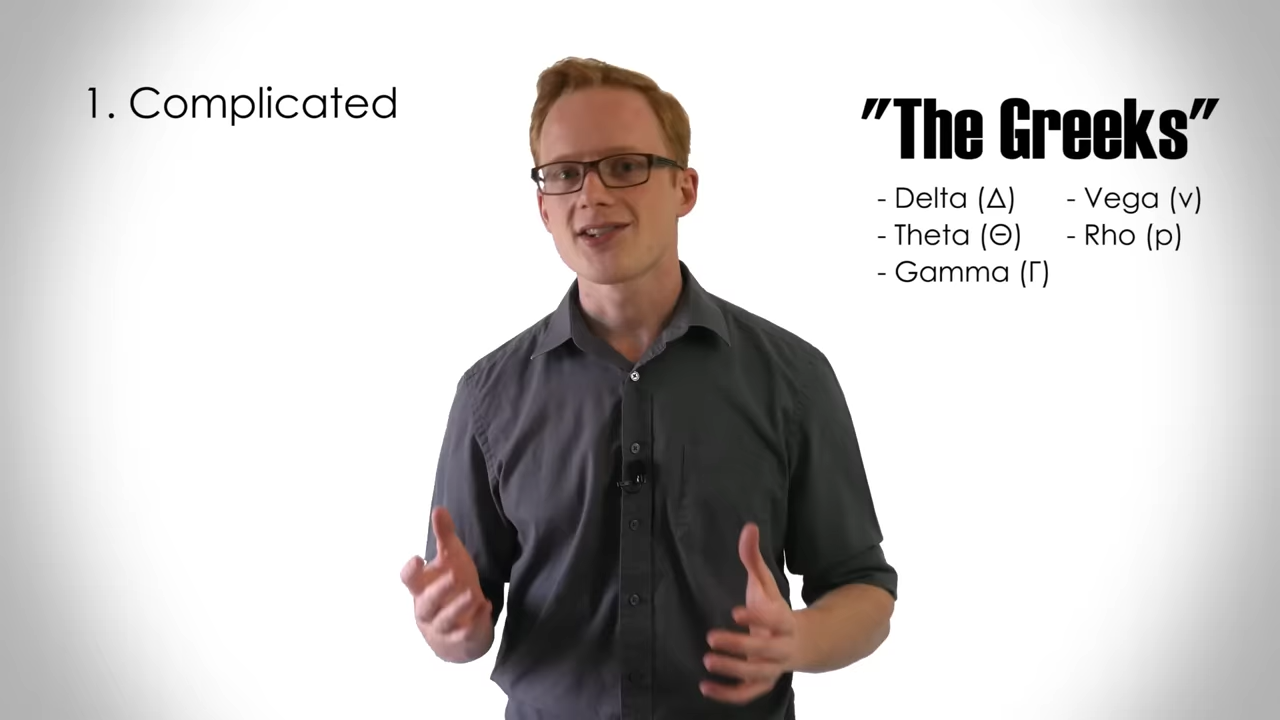 1. Complicated
"The Greeks"
- Delta (Δ)
- Vega (v)
- Theta (Θ)
- Rho (p)
- Gamma (Γ)